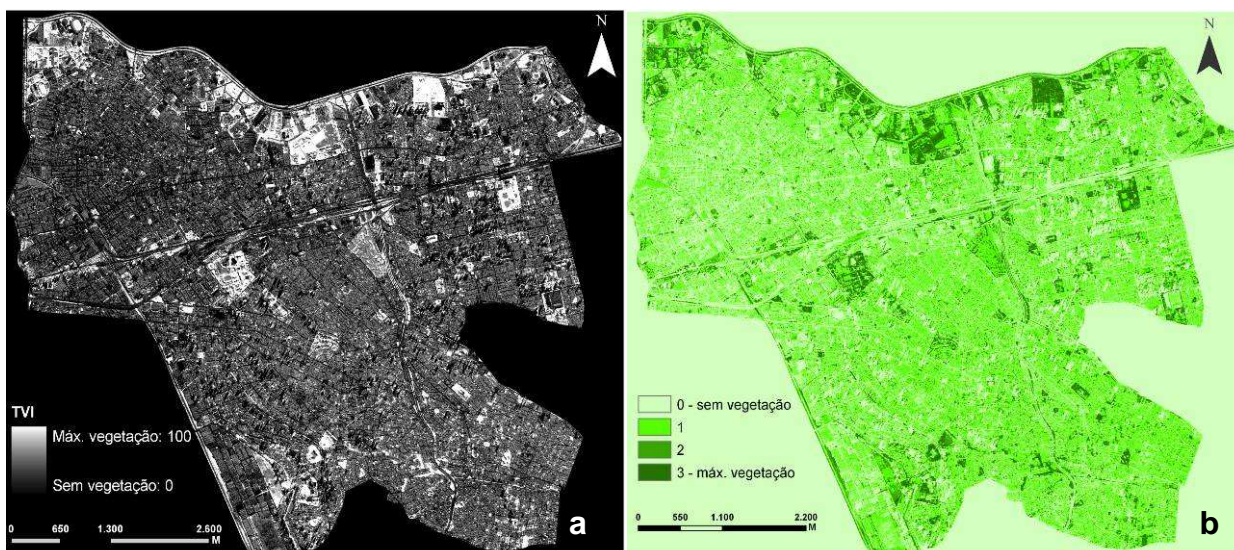 N
TVI
Máx. vegetação: 100
Sem vegetação: 0
0 650 1.300 2.600
M
a
N
0 - sem vegetação
1
2
3 - máx. vegetação
0 550 1.100 2.200
M
b